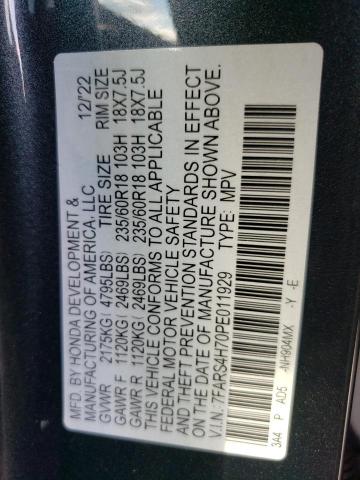 MFD. BY HONDA DEVELOPMENT & 12/22
MANUFACTURING OF AMERICA, LLC
GVWR 2175KG ( 4795LBS) TIRE SIZE RIM SIZE
GAWR F 1120KG ( 2469LBS) 235/60R18 103H 18X7.5J
GAWR R 1120KG ( 2469LBS) 235/60R18 103H 18X7.5J
THIS VEHICLE CONFORMS TO ALL APPLICABLE
FEDERAL MOTOR VEHICLE SAFETY
AND THEFT PREVENTION STANDARDS IN EFFECT
ON THE DATE OF MANUFACTURE SHOWN ABOVE.
V.I.N.: 7FARS4H70PE011929 TYPE: MPV
3A4 P AD5 -NH904MX -Y -E